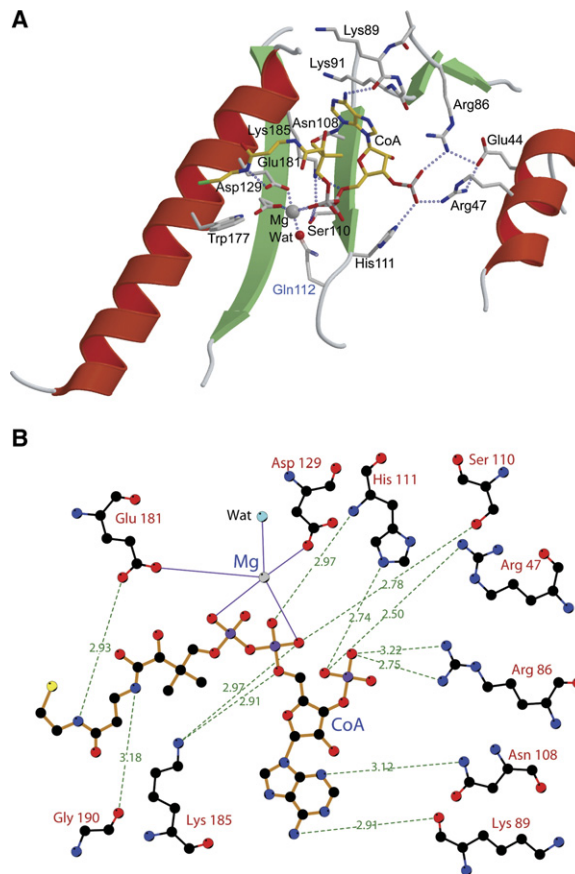 A
Lys89
Lys91
Arg86
Asn108
Lys185
CoA
Glu44
Glu181
Asp129
Mg
Arg47
Trp177
Wat
Ser110
His111
Gln112
B
Asp 129
His 111
Ser 110
Glu 181
Wat
Mg
Arg 47
2.97
2.78
2.74
2.50
2.93
3.22
2.75
Arg 86
2.97
2.91
CoA
3.18
3.12
Asn 108
Gly 190
Lys 185
2.91
Lys 89